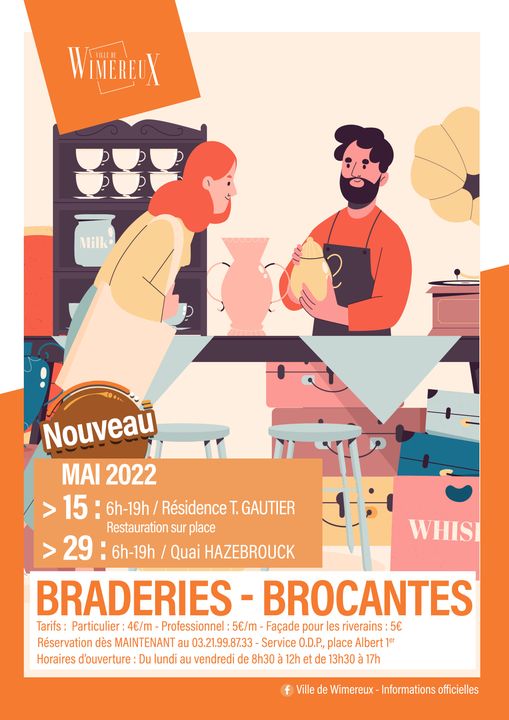 VILLE DE
WIMEREUX
Milk
Nouveau
MAI 2022
> 15 : 6h-19h / Résidence T. GAUTIER
Restauration sur place
> 29 : 6h-19h / Quai HAZEBROUCK
WHIS
BRADERIES - BROCANTES
Tarifs : Particulier : 4€/m - Professionnel : 5€/m - Façade pour les riverains : 5€
Réservation dès MAINTENANT au 03.21.99.87.33 - Service O.D.P., place Albert 1er
Horaires d'ouverture : Du lundi au vendredi de 8h30 à 12h et de 13h30 à 17h
Ville de Wimereux - Informations officielles